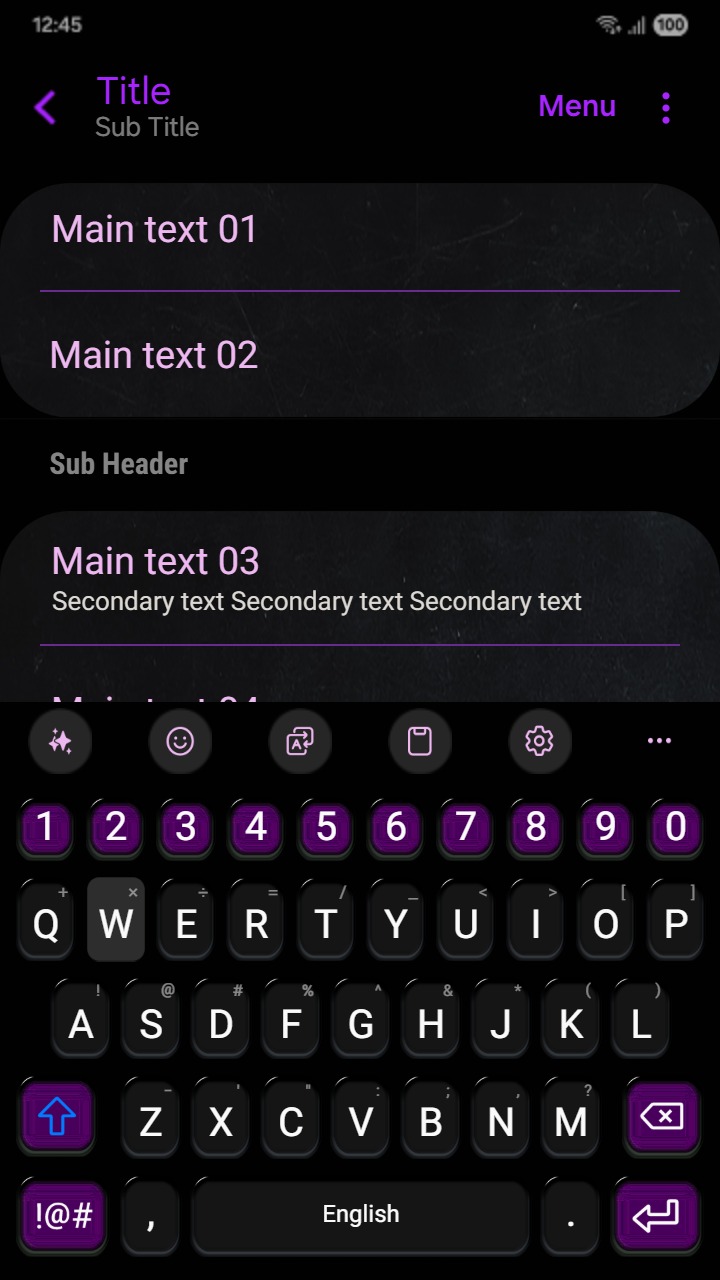 12:45
100
Title
Sub Title
Menu
Main text 01
Main text 02
Sub Header
Main text 03
Secondary text Secondary text Secondary text
1 2 3 4 5 6 7 8 9 0
+ × ÷ = / _ < > [ ]
Q W E R T Y U I O P
! @ # % ^ & * ( )
A S D F G H J K L
- ' " : ; , ?
Z X C V B N M
!@# , English .